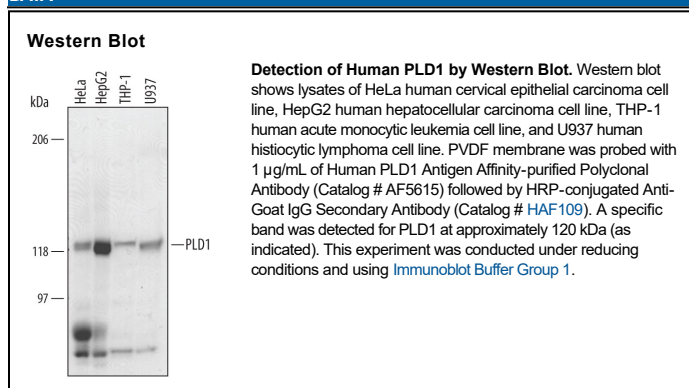 Western Blot
kDa
HeLa
HepG2
THP-1
U937
206
118
97
PLD1
Detection of Human PLD1 by Western Blot. Western blot
shows lysates of HeLa human cervical epithelial carcinoma cell
line, HepG2 human hepatocellular carcinoma cell line, THP-1
human acute monocytic leukemia cell line, and U937 human
histiocytic lymphoma cell line. PVDF membrane was probed with
1 µg/mL of Human PLD1 Antigen Affinity-purified Polyclonal
Antibody (Catalog # AF5615) followed by HRP-conjugated Anti-
Goat IgG Secondary Antibody (Catalog # HAF109). A specific
band was detected for PLD1 at approximately 120 kDa (as
indicated). This experiment was conducted under reducing
conditions and using Immunoblot Buffer Group 1.